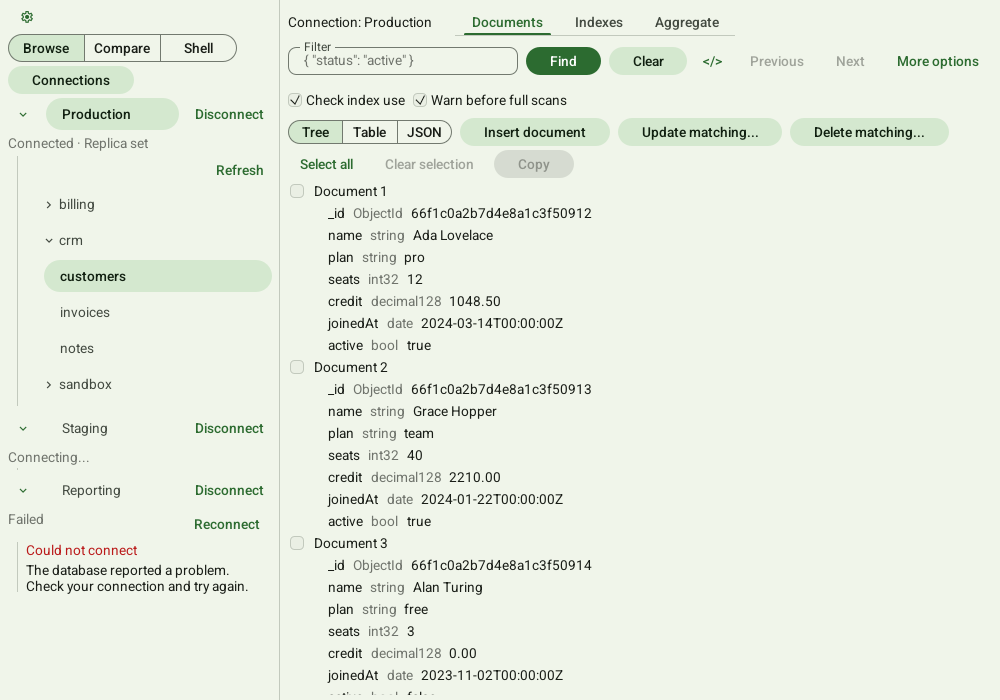 Browse Compare Shell
Connections
Production Disconnect
Connected · Replica set
Refresh
billing
crm
customers
invoices
notes
sandbox
Staging Disconnect
Connecting...
Reporting Disconnect
Failed Reconnect
Could not connect
The database reported a problem.
Check your connection and try again.
Connection: Production Documents Indexes Aggregate
Filter
{ "status": "active" } Find Clear </> Previous Next More options
Check index use Warn before full scans
Tree Table JSON Insert document Update matching... Delete matching...
Select all Clear selection Copy
Document 1
_id ObjectId 66f1c0a2b7d4e8a1c3f50912
name string Ada Lovelace
plan string pro
seats int32 12
credit decimal128 1048.50
joinedAt date 2024-03-14T00:00:00Z
active bool true
Document 2
_id ObjectId 66f1c0a2b7d4e8a1c3f50913
name string Grace Hopper
plan string team
seats int32 40
credit decimal128 2210.00
joinedAt date 2024-01-22T00:00:00Z
active bool true
Document 3
_id ObjectId 66f1c0a2b7d4e8a1c3f50914
name string Alan Turing
plan string free
seats int32 3
credit decimal128 0.00
joinedAt date 2023-11-02T00:00:00Z